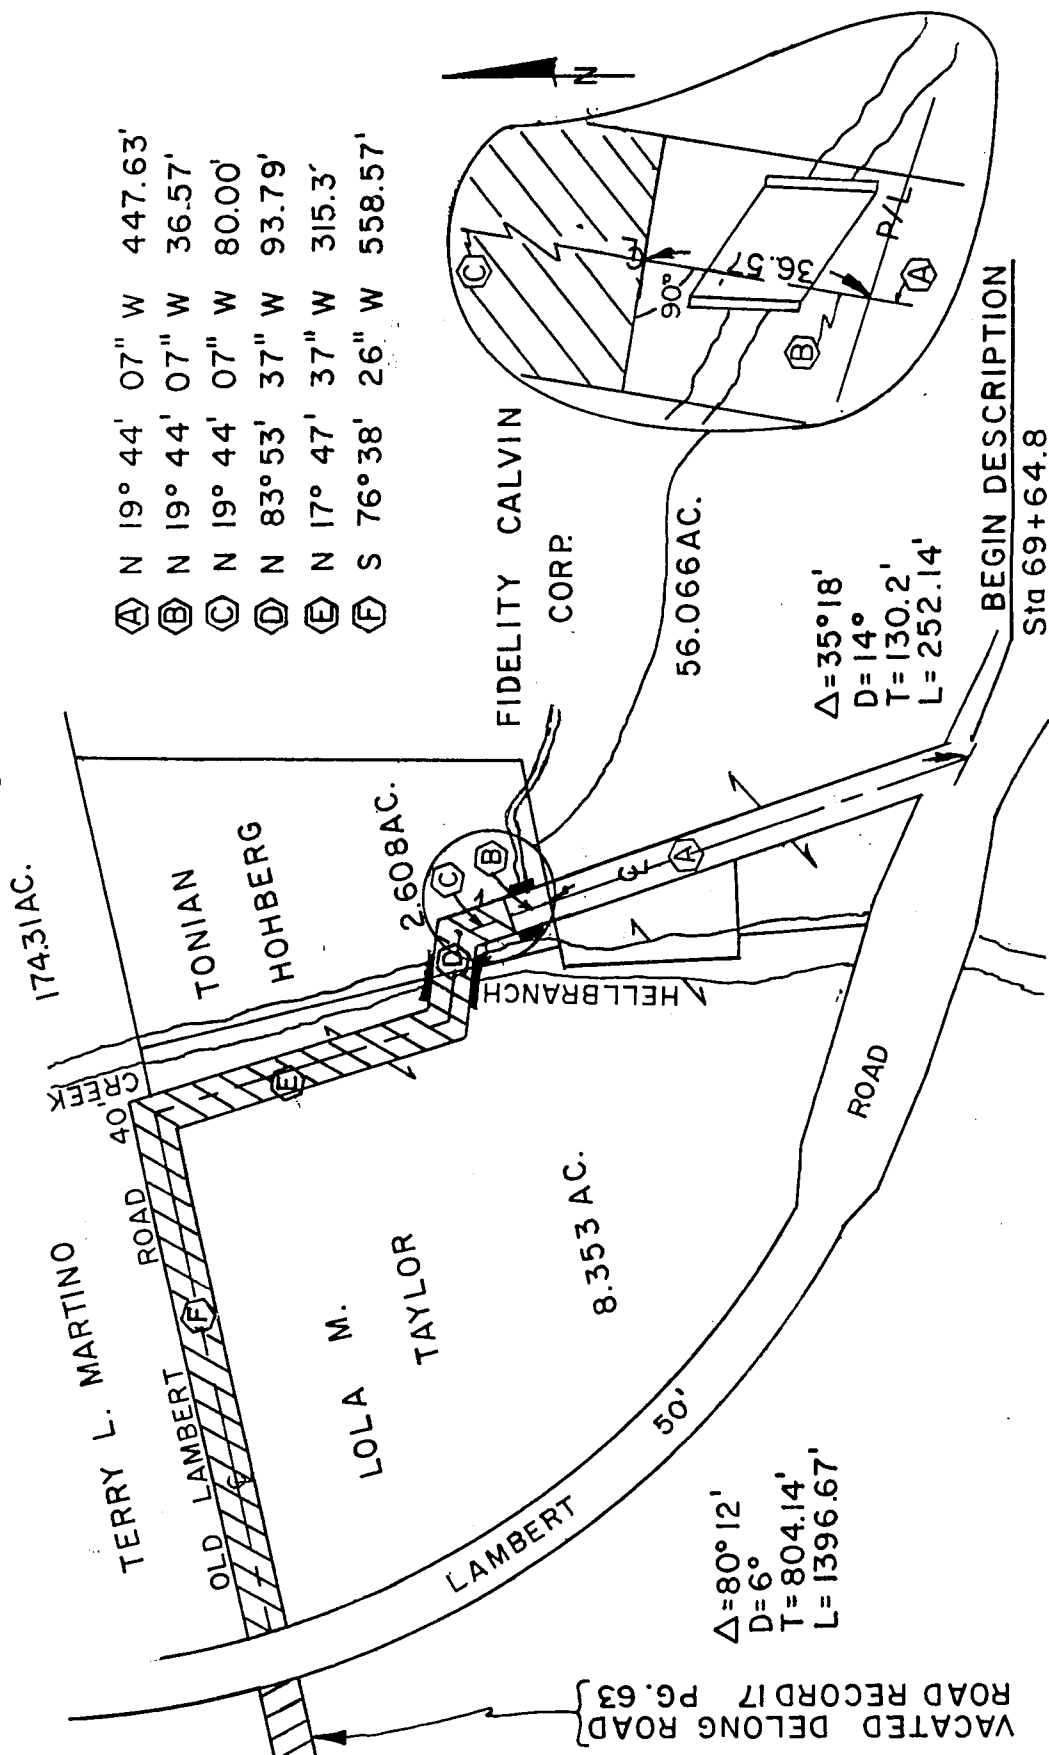 174.31AC.
Ⓐ N 19° 44' 07" W 447.63'
Ⓑ N 19° 44' 07" W 36.57'
Ⓒ N 19° 44' 07" W 80.00'
Ⓓ N 83° 53' 37" W 93.79'
Ⓔ N 17° 47' 37" W 315.3'
Ⓕ S 76° 38' 26" W 558.57'
N
TERRY L. MARTINO
OLD LAMBERT ROAD 40
CREEK
TONIAN
HOHBERG
2.608AC.
FIDELITY CALVIN
CORP.
56.066AC.
HELLBRANCH
LOLA M.
TAYLOR
8.353 AC.
F
E
D
C
B
A
℄
℄
C
℄
90°
36.57
B
P/L
A
Δ=35°18'
D=14°
T=130.2'
L=252.14'
BEGIN DESCRIPTION
Sta 69+64.8
LAMBERT 50' ROAD
Δ=80°12'
D=6°
T=804.14'
L=1396.67'
VACATED DELONG ROAD
ROAD RECORD 17 PG. 63